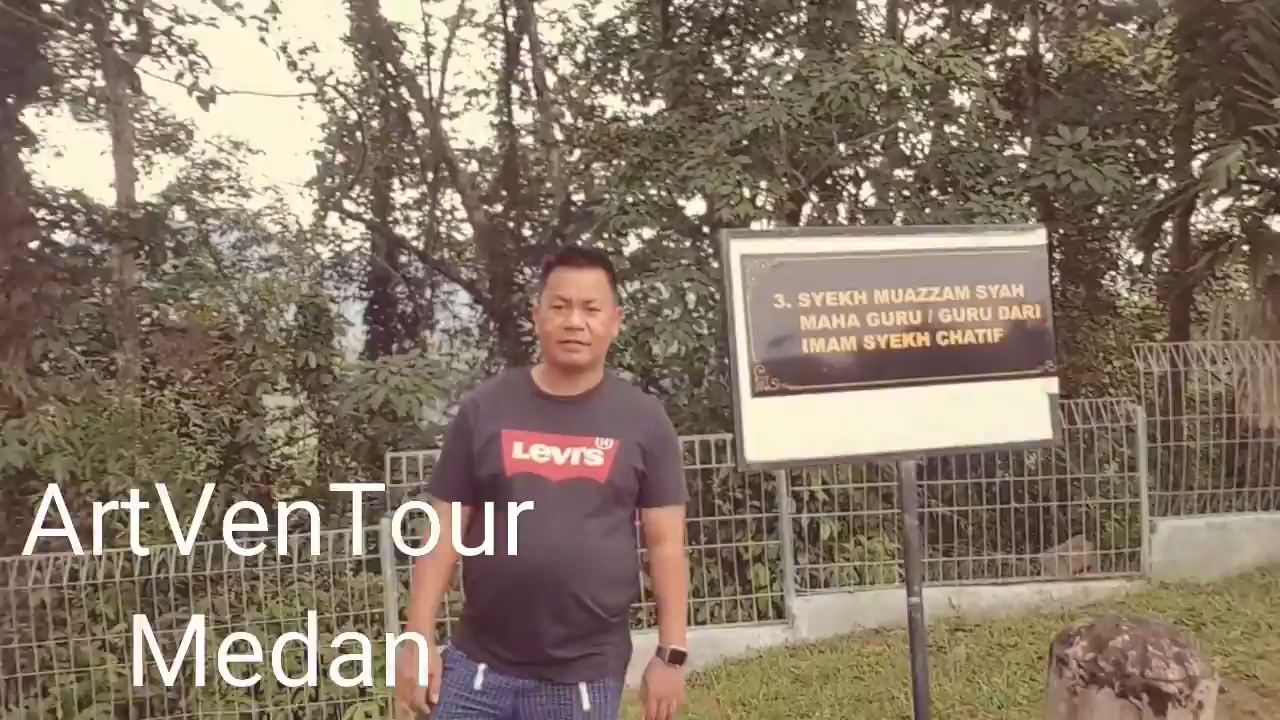 3. SYEKH MUAZZAM SYAH
MAHA GURU / GURU DARI
IMAM SYEKH CHATIF
LEVI'S
ArtVenTour
Medan